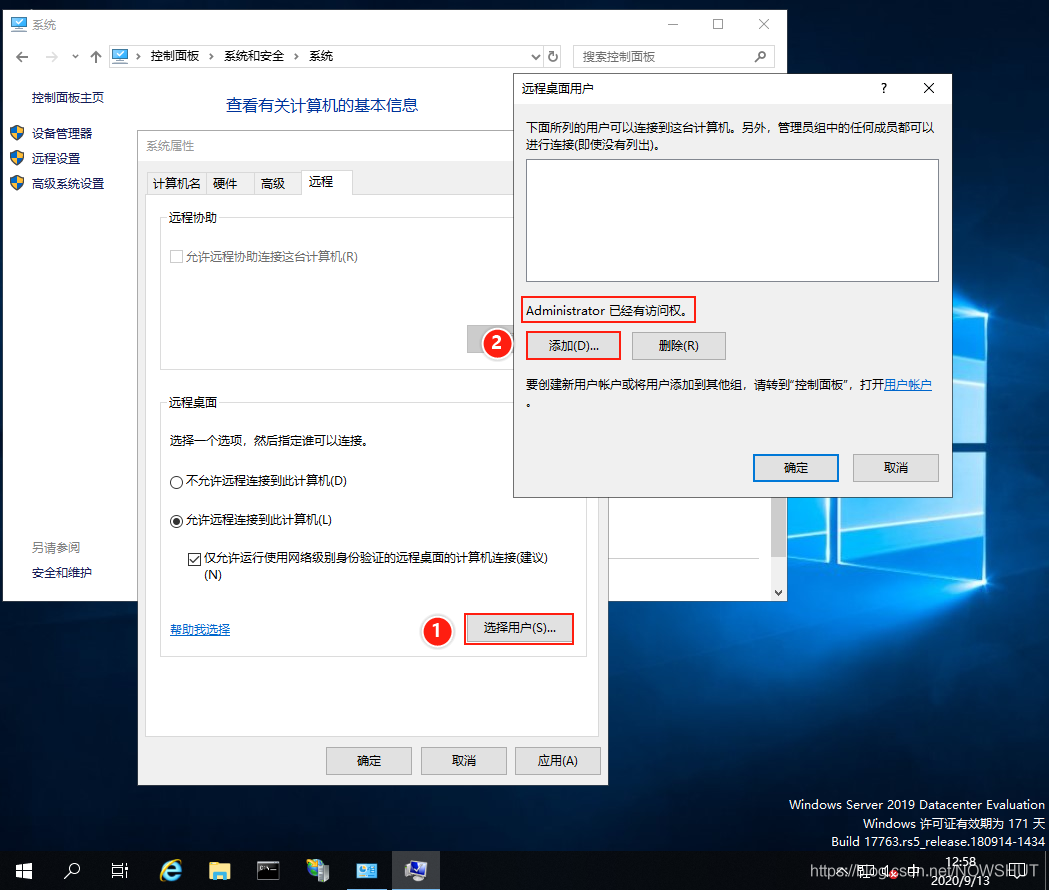 系统
控制面板 › 系统和安全 › 系统
搜索控制面板
控制面板主页
设备管理器
远程设置
高级系统设置
另请参阅
安全和维护
查看有关计算机的基本信息
系统属性
计算机名 硬件 高级 远程
远程协助
允许远程协助连接这台计算机(R)
远程桌面
选择一个选项，然后指定谁可以连接。
不允许远程连接到此计算机(D)
允许远程连接到此计算机(L)
仅允许运行使用网络级别身份验证的远程桌面的计算机连接(建议)
(N)
帮助我选择
1
选择用户(S)...
确定 取消 应用(A)
远程桌面用户
?
下面所列的用户可以连接到这台计算机。另外，管理员组中的任何成员都可以
进行连接(即使没有列出)。
Administrator 已经有访问权。
2
添加(D)... 删除(R)
要创建新用户帐户或将用户添加到其他组，请转到“控制面板”，打开用户帐户
。
确定 取消
Windows Server 2019 Datacenter Evaluation
Windows 许可证有效期为 171 天
Build 17763.rs5_release.180914-1434
中
12:58
2020/9/13
https://blog.csdn.net/NOWSHUT